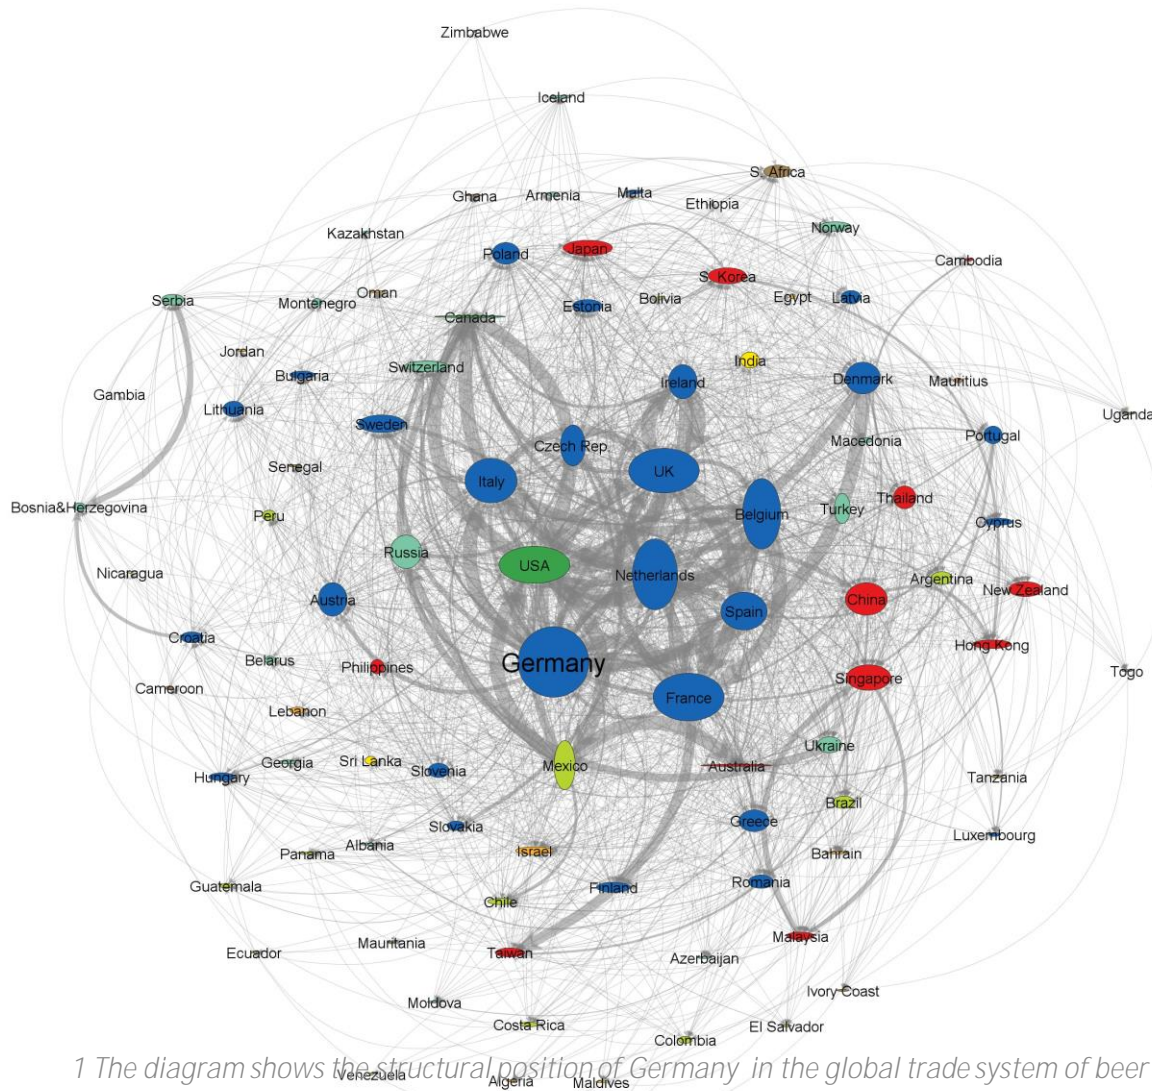 Zimbabwe
Iceland
S. Africa
Ghana
Armenia
Malta
Ethiopia
Norway
Kazakhstan
Poland
Japan
S. Korea
Cambodia
Serbia
Montenegro
Oman
Estonia
Bolivia
Egypt
Latvia
Canada
Jordan
Switzerland
India
Gambia
Bulgaria
Ireland
Denmark
Mauritius
Lithuania
Uganda
Sweden
Czech Rep
Macedonia
Portugal
Senegal
Italy
UK
Bosnia&Herzegovina
Peru
Belgium
Turkey
Thailand
Cyprus
Russia
USA
Netherlands
Nicaragua
Argentina
New Zealand
Austria
Spain
China
Croatia
Hong Kong
Belarus
Philippines
Germany
Togo
Cameroon
Singapore
Lebanon
France
Ukraine
Georgia
Sri Lanka
Hungary
Slovenia
Mexico
Australia
Tanzania
Brazil
Slovakia
Greece
Luxembourg
Albania
Panama
Israel
Bahrain
Guatemala
Finland
Romania
Chile
Malaysia
Mauritania
Ecuador
Taiwan
Azerbaijan
Ivory Coast
Moldova
Costa Rica
El Salvador
Colombia
1 The diagram shows the structural position of Germany in the global trade system of beer
Venezuela
Algeria
Maldives